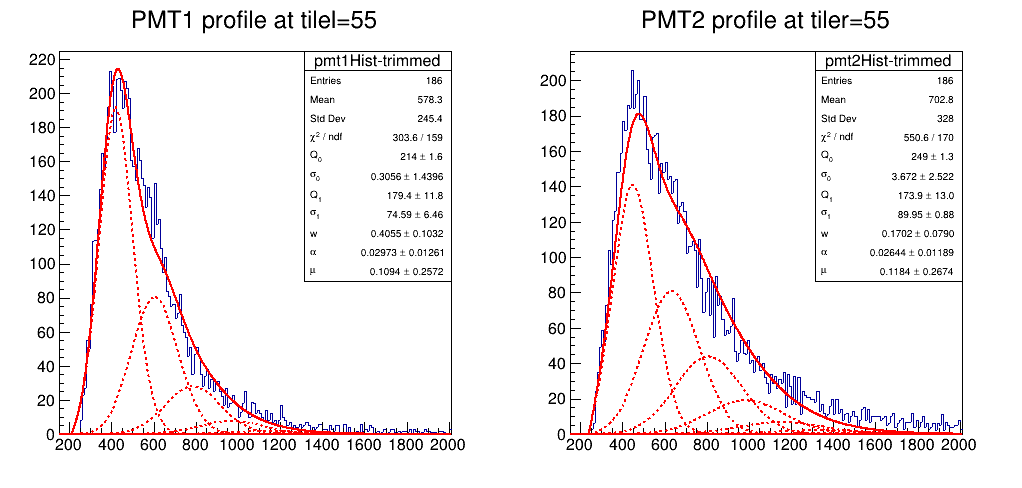 PMT1 profile at tilel=55
pmt1Hist-trimmed
Entries 186
Mean 578.3
Std Dev 245.4
χ² / ndf 303.6 / 159
Q₀ 214 ± 1.6
σ₀ 0.3056 ± 1.4396
Q₁ 179.4 ± 11.8
σ₁ 74.59 ± 6.46
w 0.4055 ± 0.1032
α 0.02973 ± 0.01261
μ 0.1094 ± 0.2572
220
200
180
160
140
120
100
80
60
40
20
0
200 400 600 800 1000 1200 1400 1600 1800 2000
PMT2 profile at tiler=55
pmt2Hist-trimmed
Entries 186
Mean 702.8
Std Dev 328
χ² / ndf 550.6 / 170
Q₀ 249 ± 1.3
σ₀ 3.672 ± 2.522
Q₁ 173.9 ± 13.0
σ₁ 89.95 ± 0.88
w 0.1702 ± 0.0790
α 0.02644 ± 0.01189
μ 0.1184 ± 0.2674
200
180
160
140
120
100
80
60
40
20
0
200 400 600 800 1000 1200 1400 1600 1800 2000